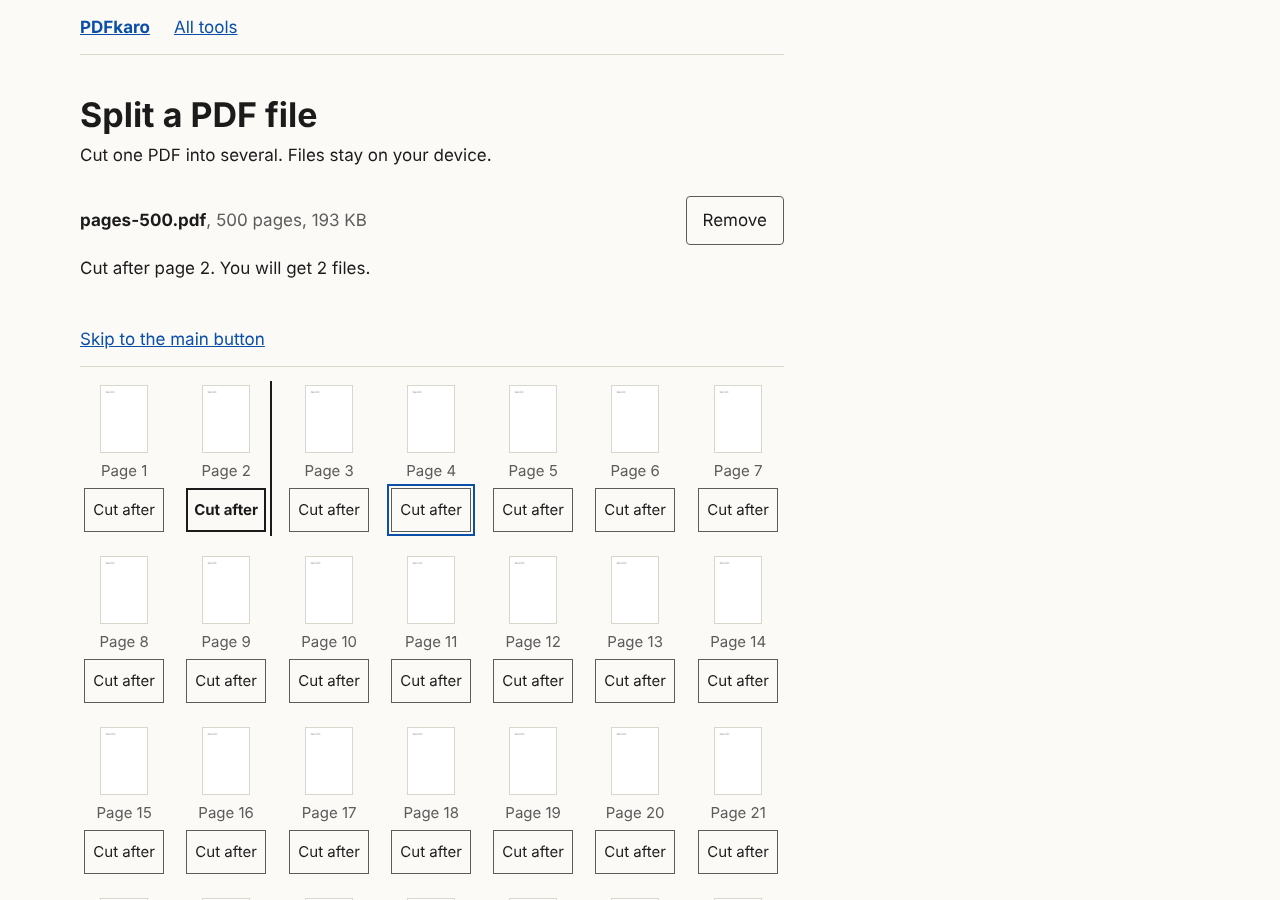 PDFkaro All tools
Split a PDF file
Cut one PDF into several. Files stay on your device.
pages-500.pdf, 500 pages, 193 KB Remove
Cut after page 2. You will get 2 files.
Skip to the main button
Page 1 Page 2 Page 3 Page 4 Page 5 Page 6 Page 7
Cut after Cut after Cut after Cut after Cut after Cut after Cut after
Page 8 Page 9 Page 10 Page 11 Page 12 Page 13 Page 14
Cut after Cut after Cut after Cut after Cut after Cut after Cut after
Page 15 Page 16 Page 17 Page 18 Page 19 Page 20 Page 21
Cut after Cut after Cut after Cut after Cut after Cut after Cut after